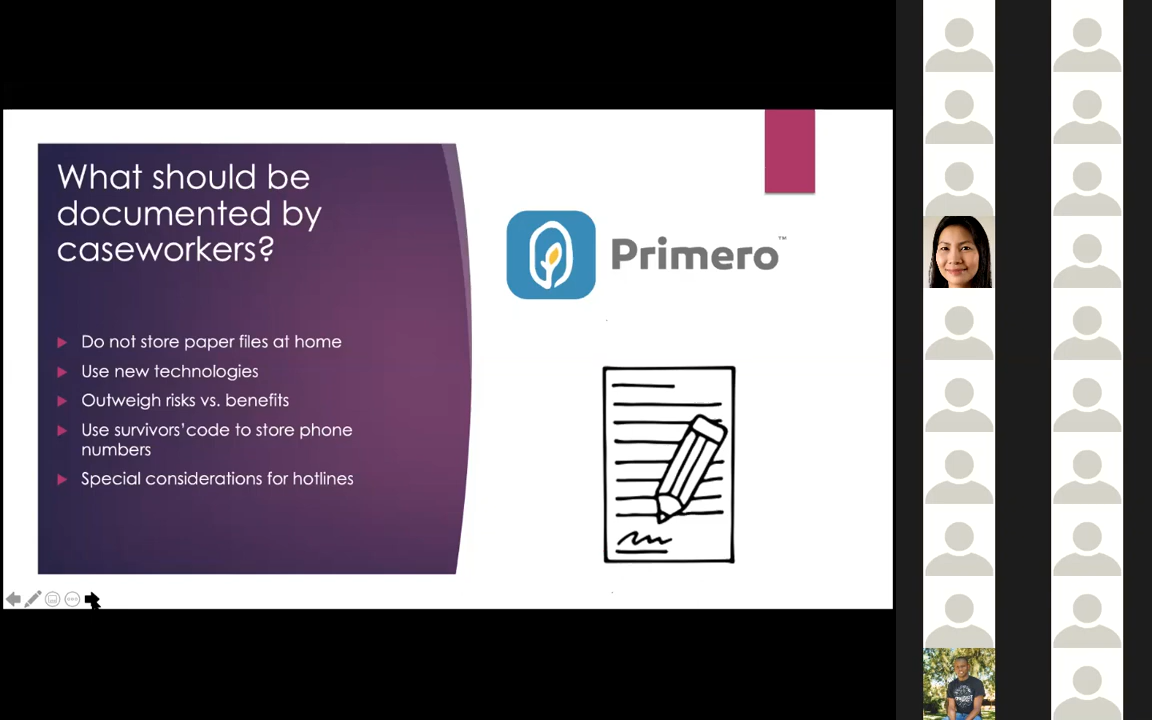 What should be
documented by
caseworkers?
Do not store paper files at home
Use new technologies
Outweigh risks vs. benefits
Use survivors'code to store phone
numbers
Special considerations for hotlines
Primero™